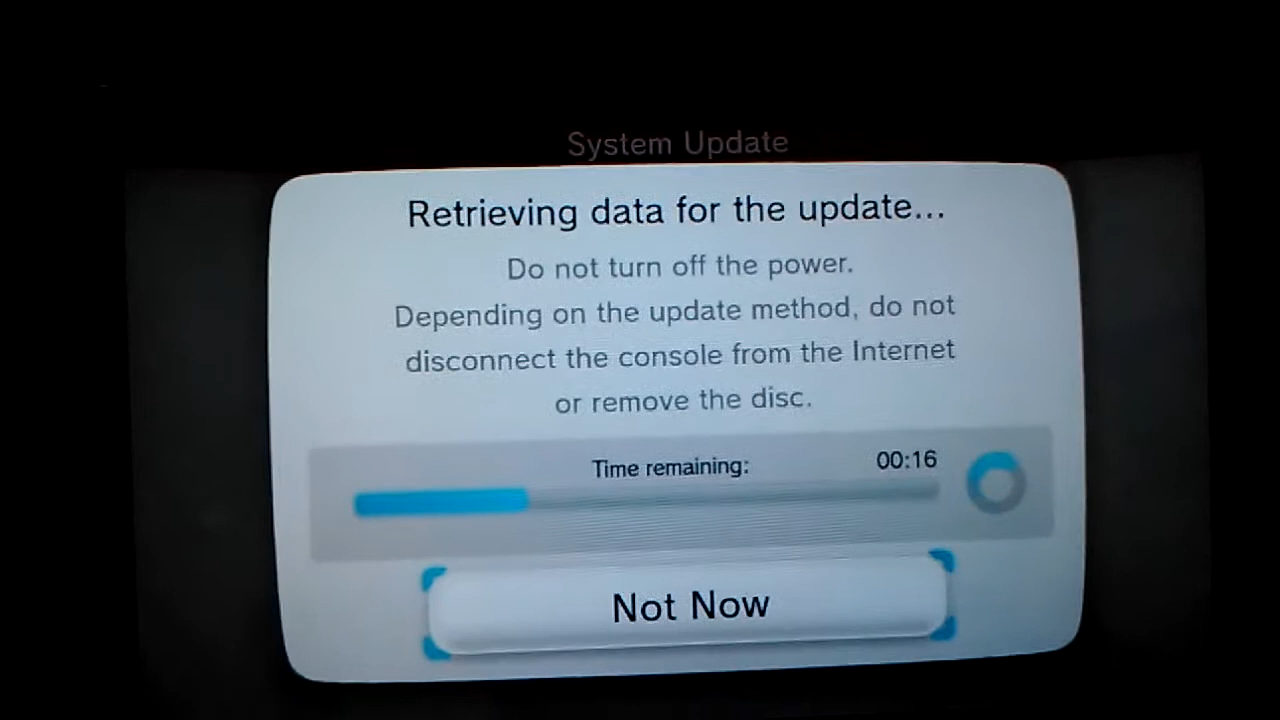 System Update
Retrieving data for the update...
Do not turn off the power.
Depending on the update method, do not
disconnect the console from the Internet
or remove the disc.
Time remaining:
00:16
Not Now